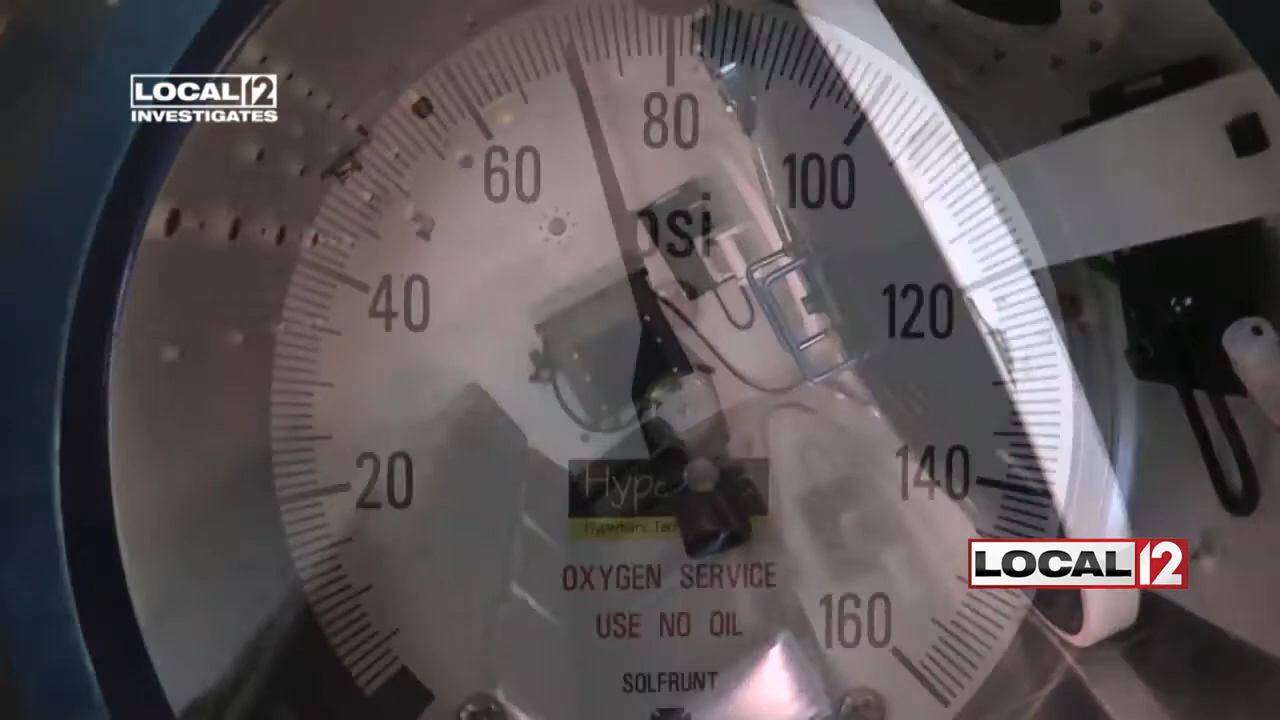 LOCAL 12
INVESTIGATES
80
60
100
psi
40
120
20
140
OXYGEN SERVICE
USE NO OIL
160
LOCAL 12
SOLFRUNT